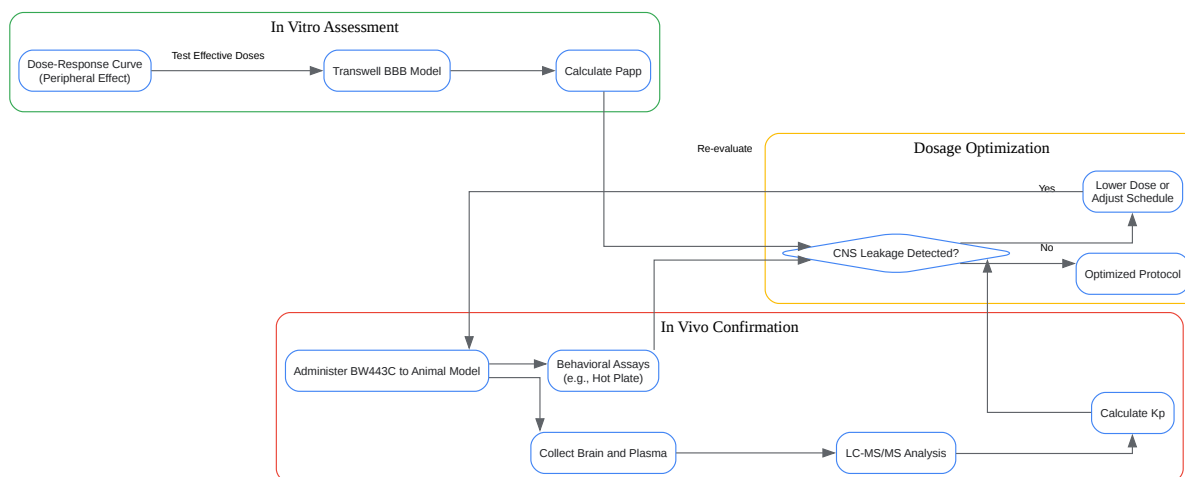 In Vitro Assessment
Dose-Response Curve
(Peripheral Effect)
Test Effective Doses
Transwell BBB Model
Calculate Papp
Re-evaluate
Dosage Optimization
Yes
Lower Dose or
Adjust Schedule
CNS Leakage Detected?
No
Optimized Protocol
In Vivo Confirmation
Administer BW443C to Animal Model
Behavioral Assays
(e.g., Hot Plate)
Calculate Kp
Collect Brain and Plasma
LC-MS/MS Analysis